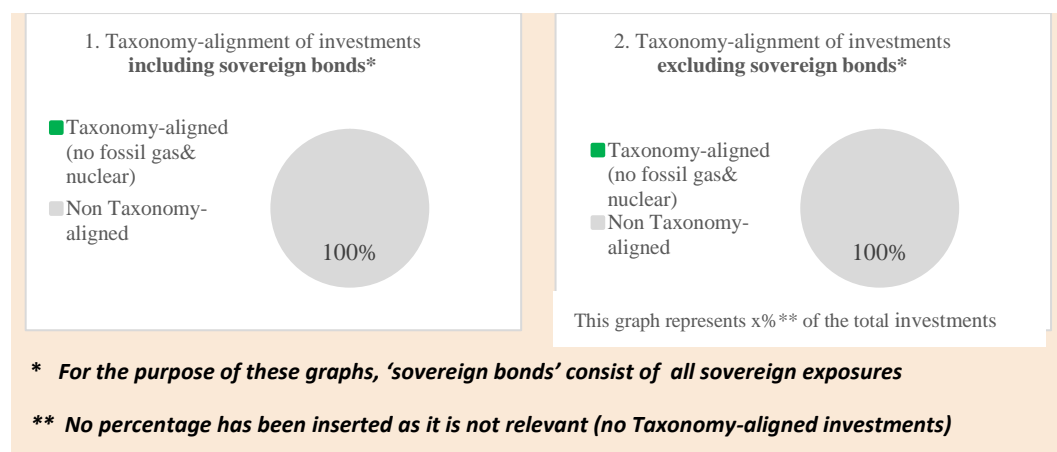 1. Taxonomy-alignment of investments
including sovereign bonds*
Taxonomy-aligned
(no fossil gas&
nuclear)
Non Taxonomy-
aligned
100%
2. Taxonomy-alignment of investments
excluding sovereign bonds*
Taxonomy-aligned
(no fossil gas&
nuclear)
Non Taxonomy-
aligned
100%
This graph represents x%** of the total investments
* For the purpose of these graphs, ‘sovereign bonds’ consist of all sovereign exposures
** No percentage has been inserted as it is not relevant (no Taxonomy-aligned investments)